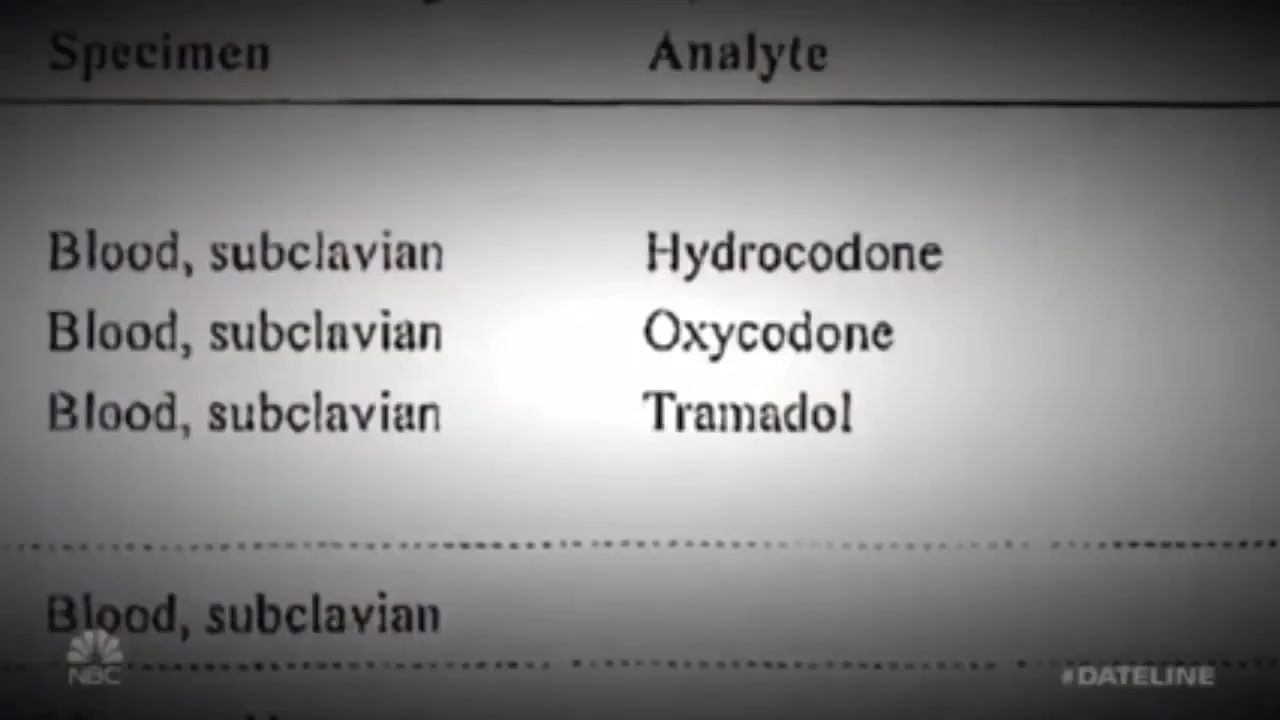 Specimen Analyte
Blood, subclavian Hydrocodone
Blood, subclavian Oxycodone
Blood, subclavian Tramadol
Blood, subclavian
NBC
#DATELINE